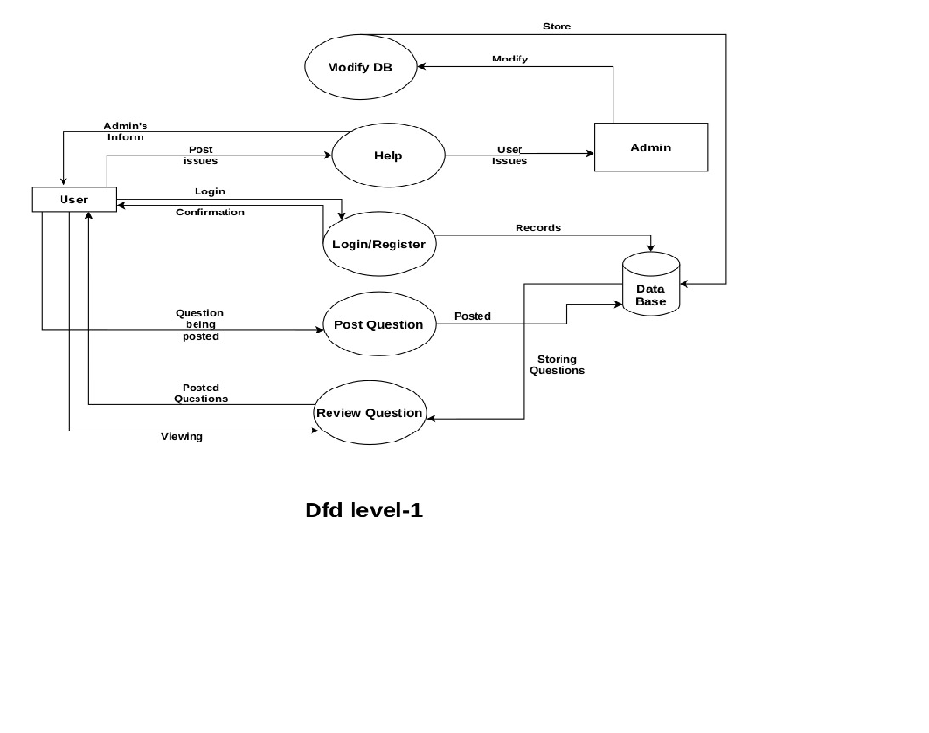 Store
Modify
Modify DB
Admin's
Inform
Post
issues
Help
User
Issues
Admin
User
Login
Confirmation
Login/Register
Records
Data
Base
Question
being
posted
Post Question
Posted
Storing
Questions
Posted
Questions
Review Question
Viewing
Dfd level-1